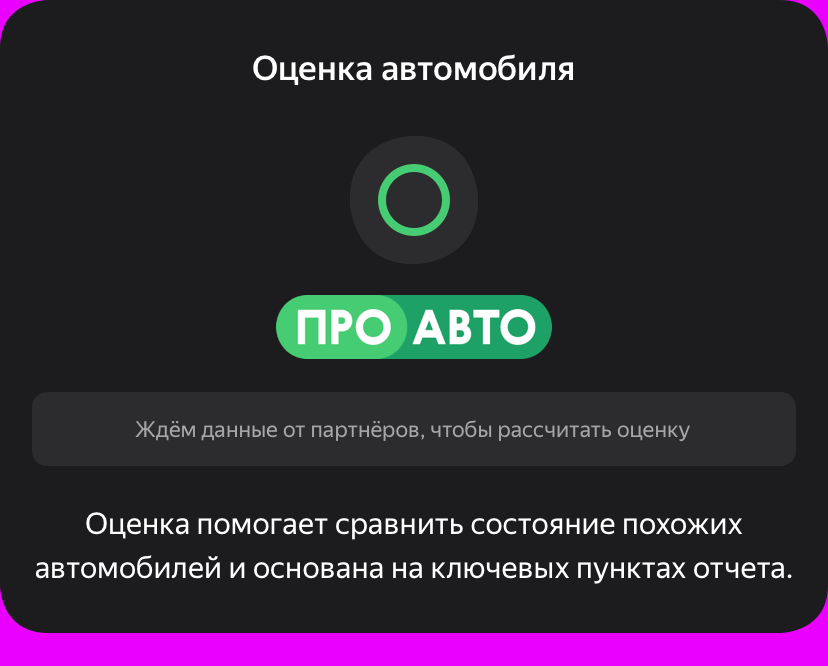 Оценка автомобиля
ПРО АВТО
Ждём данные от партнёров, чтобы рассчитать оценку
Оценка помогает сравнить состояние похожих
автомобилей и основана на ключевых пунктах отчета.